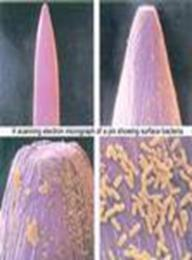 A scanning electron micrograph of a pin showing surface bacteria